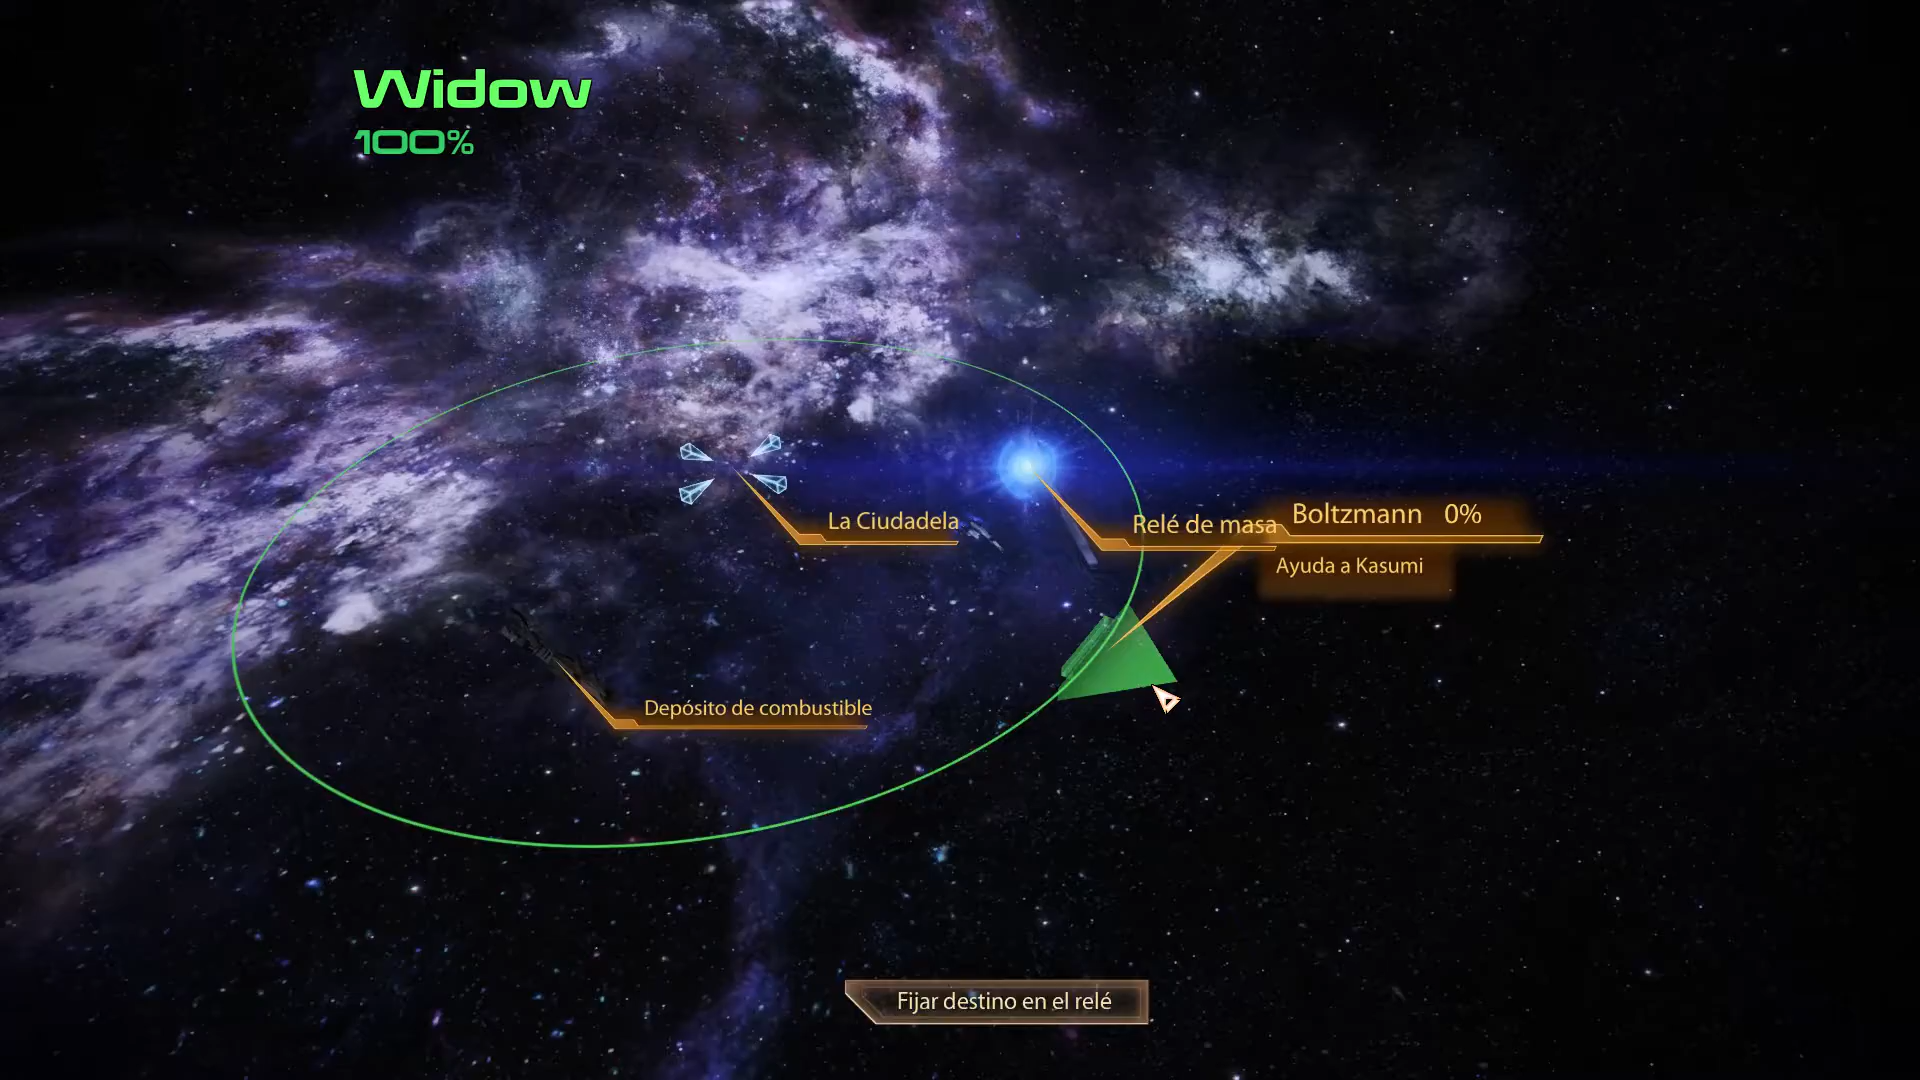 Widow
100%
La Ciudadela
Relé de masa
Boltzmann 0%
Ayuda a Kasumi
Depósito de combustible
Fijar destino en el relé